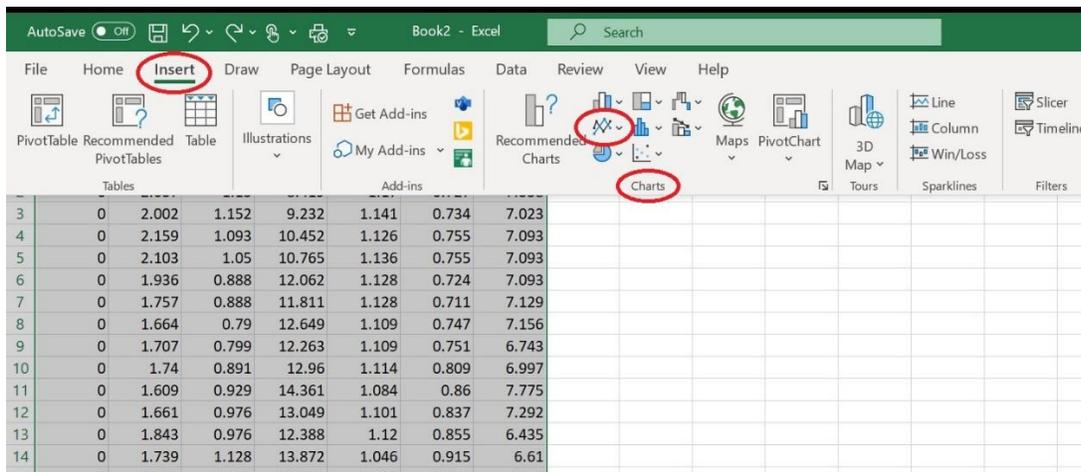 AutoSave Off Book2 - Excel Search
File Home Insert Draw Page Layout Formulas Data Review View Help
PivotTable Recommended PivotTables Table Illustrations Get Add-ins My Add-ins Recommended Charts Maps PivotChart 3D Map Line Column Win/Loss Slicer
Tables Add-ins Charts Tours Sparklines Filters
3 0 2.002 1.152 9.232 1.141 0.734 7.023
4 0 2.159 1.093 10.452 1.126 0.755 7.093
5 0 2.103 1.05 10.765 1.136 0.755 7.093
6 0 1.936 0.888 12.062 1.128 0.724 7.093
7 0 1.757 0.888 11.811 1.128 0.711 7.129
8 0 1.664 0.79 12.649 1.109 0.747 7.156
9 0 1.707 0.799 12.263 1.109 0.751 6.743
10 0 1.74 0.891 12.96 1.114 0.809 6.997
11 0 1.609 0.929 14.361 1.084 0.86 7.775
12 0 1.661 0.976 13.049 1.101 0.837 7.292
13 0 1.843 0.976 12.388 1.12 0.855 6.435
14 0 1.739 1.128 13.872 1.046 0.915 6.61